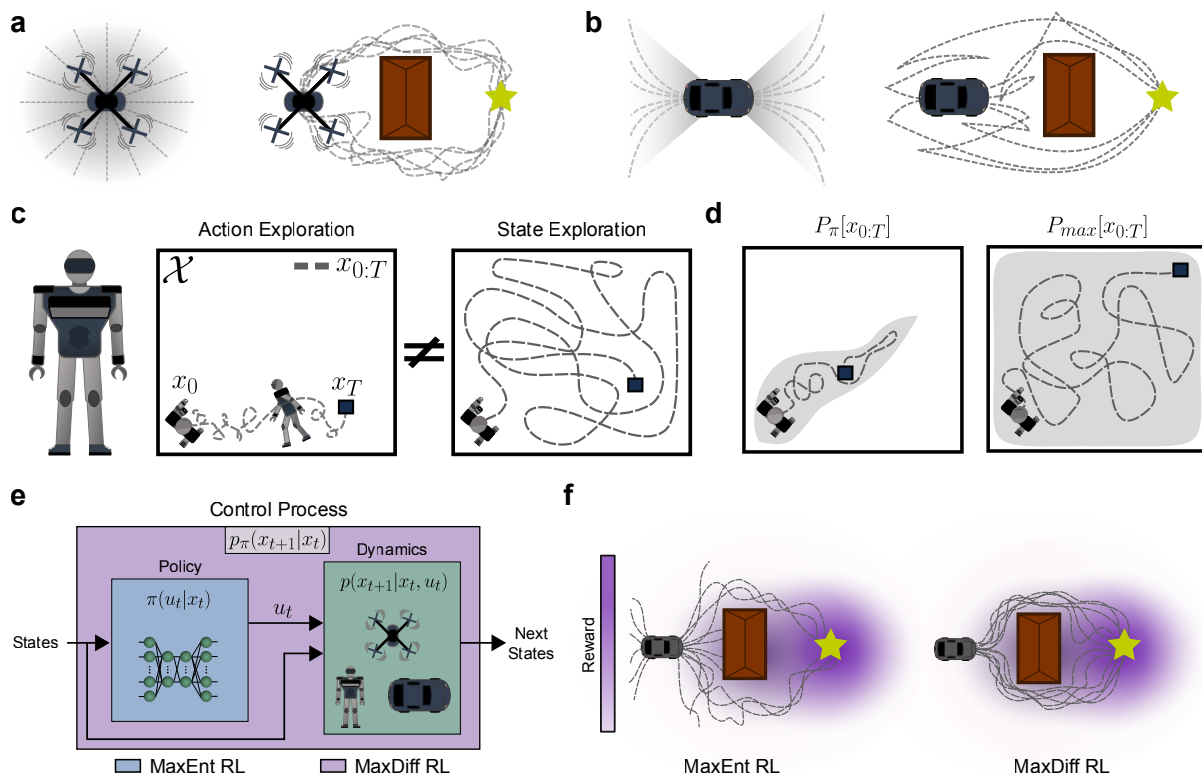 a
b
c
Action Exploration
State Exploration
𝒳
x_{0:T}
x_0
x_T
≠
d
P_π[x_{0:T}]
P_{max}[x_{0:T}]
e
Control Process
p_π(x_{t+1}|x_t)
Policy
Dynamics
π(u_t|x_t)
u_t
p(x_{t+1}|x_t, u_t)
States
Next
States
MaxEnt RL
MaxDiff RL
f
Reward
MaxEnt RL
MaxDiff RL